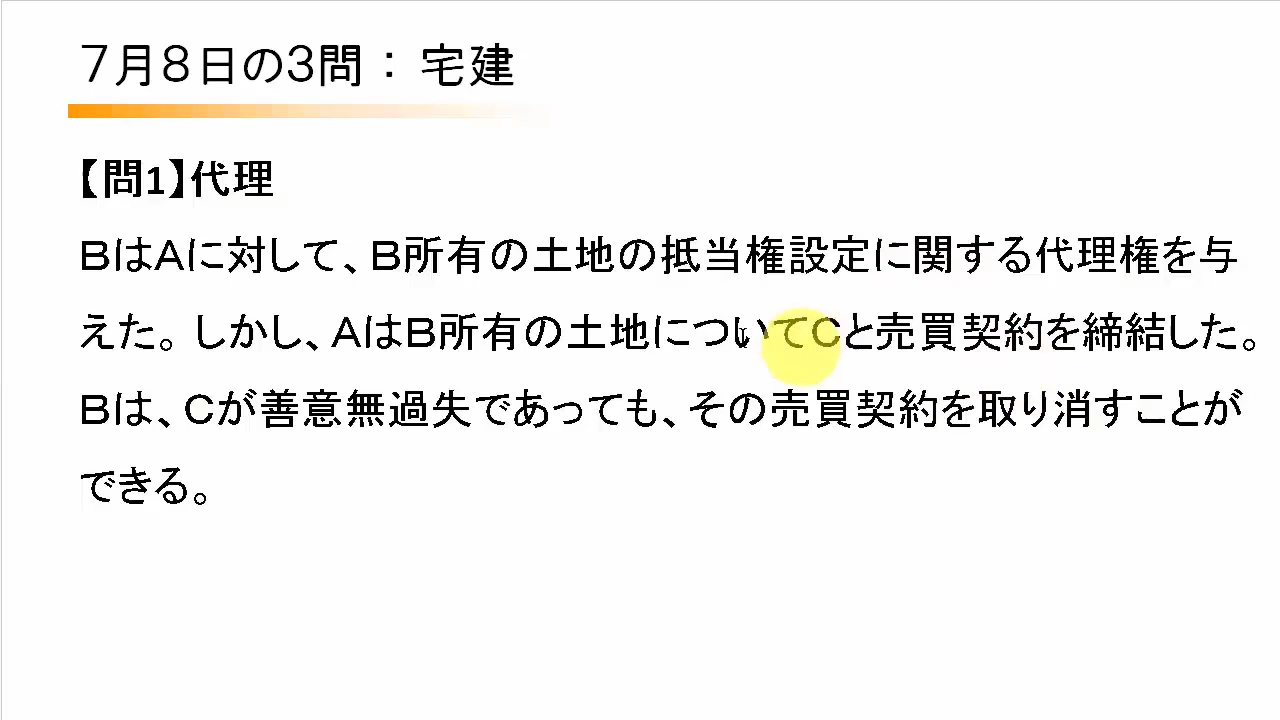 7月8日の3問：宅建
【問1】代理
BはAに対して、B所有の土地の抵当権設定に関する代理権を与
えた。しかし、AはB所有の土地についてCと売買契約を締結した。
Bは、Cが善意無過失であっても、その売買契約を取り消すことが
できる。